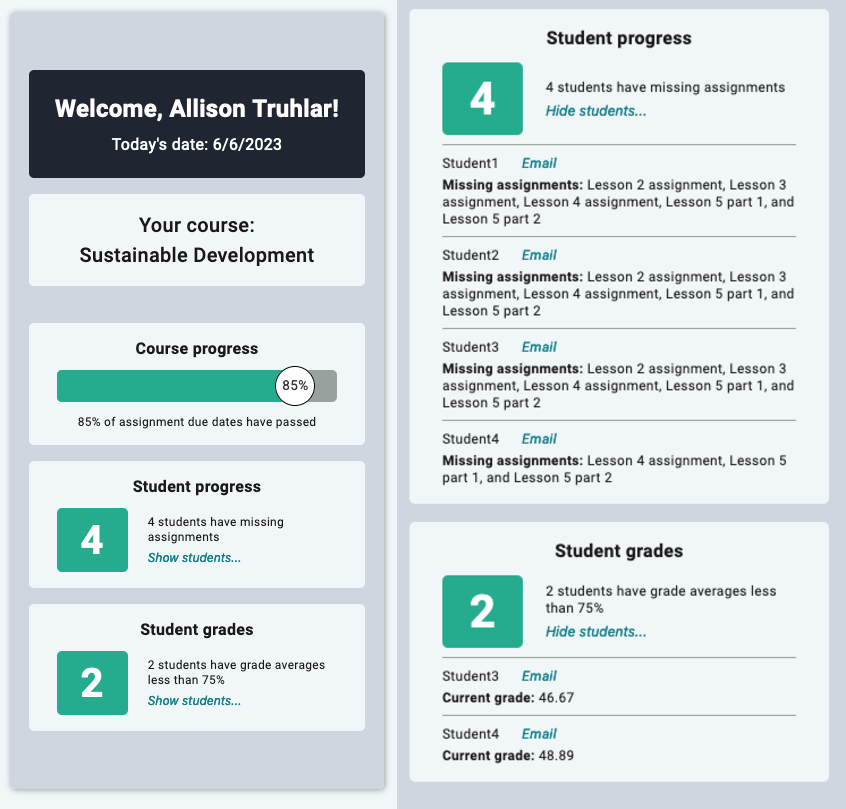 Welcome, Allison Truhlar!
Today's date: 6/6/2023
Your course:
Sustainable Development
Course progress
85%
85% of assignment due dates have passed
Student progress
4
4 students have missing
assignments
Show students...
Student grades
2
2 students have grade averages
less than 75%
Show students...
Student progress
4
4 students have missing assignments
Hide students...
Student1 Email
Missing assignments: Lesson 2 assignment, Lesson 3
assignment, Lesson 4 assignment, Lesson 5 part 1, and
Lesson 5 part 2
Student2 Email
Missing assignments: Lesson 2 assignment, Lesson 3
assignment, Lesson 4 assignment, Lesson 5 part 1, and
Lesson 5 part 2
Student3 Email
Missing assignments: Lesson 2 assignment, Lesson 3
assignment, Lesson 4 assignment, Lesson 5 part 1, and
Lesson 5 part 2
Student4 Email
Missing assignments: Lesson 4 assignment, Lesson 5
part 1, and Lesson 5 part 2
Student grades
2
2 students have grade averages less
than 75%
Hide students...
Student3 Email
Current grade: 46.67
Student4 Email
Current grade: 48.89